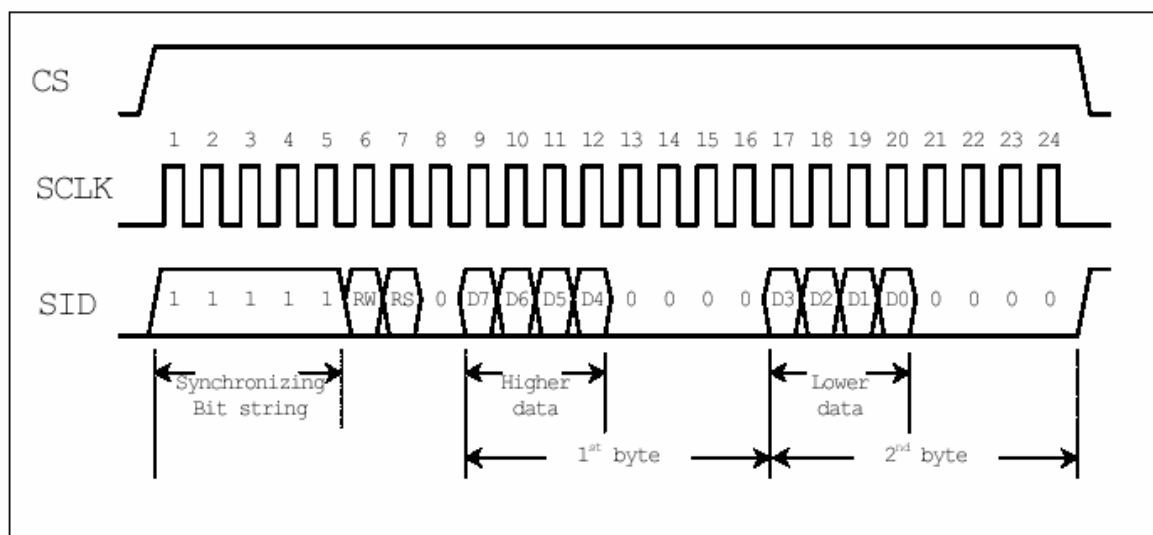 CS
1 2 3 4 5 6 7 8 9 10 11 12 13 14 15 16 17 18 19 20 21 22 23 24
SCLK
SID 1 1 1 1 1 RW RS 0 D7 D6 D5 D4 0 0 0 0 D3 D2 D1 D0 0 0 0 0
Synchronizing Higher Lower
Bit string data data
1st byte 2nd byte